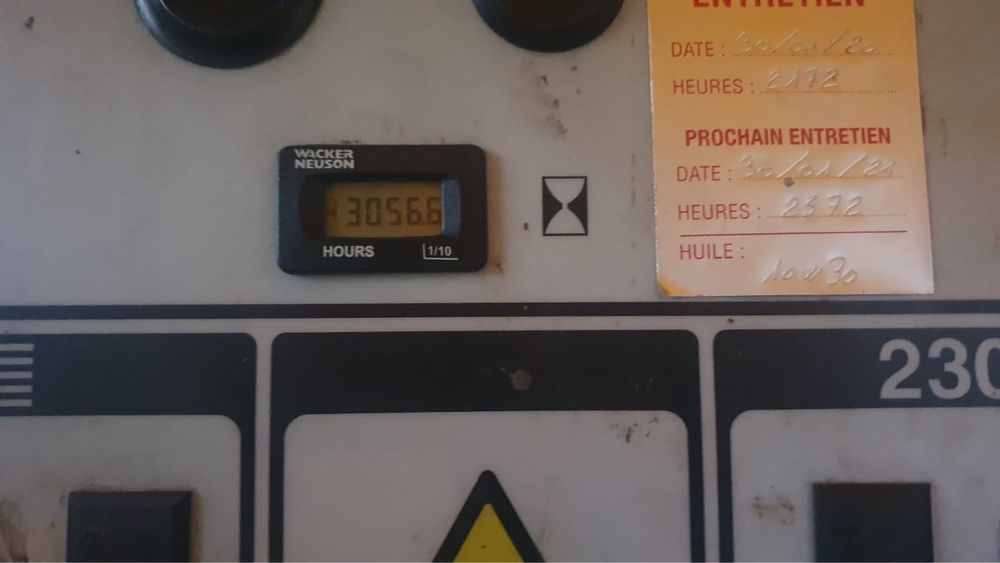 ENTRETIEN
DATE : 30/01/20
HEURES : 2172
PROCHAIN ENTRETIEN
DATE : 30/01/21
HEURES : 2372
HUILE :
10w30
WACKER
NEUSON
3056.6
HOURS 1/10
230